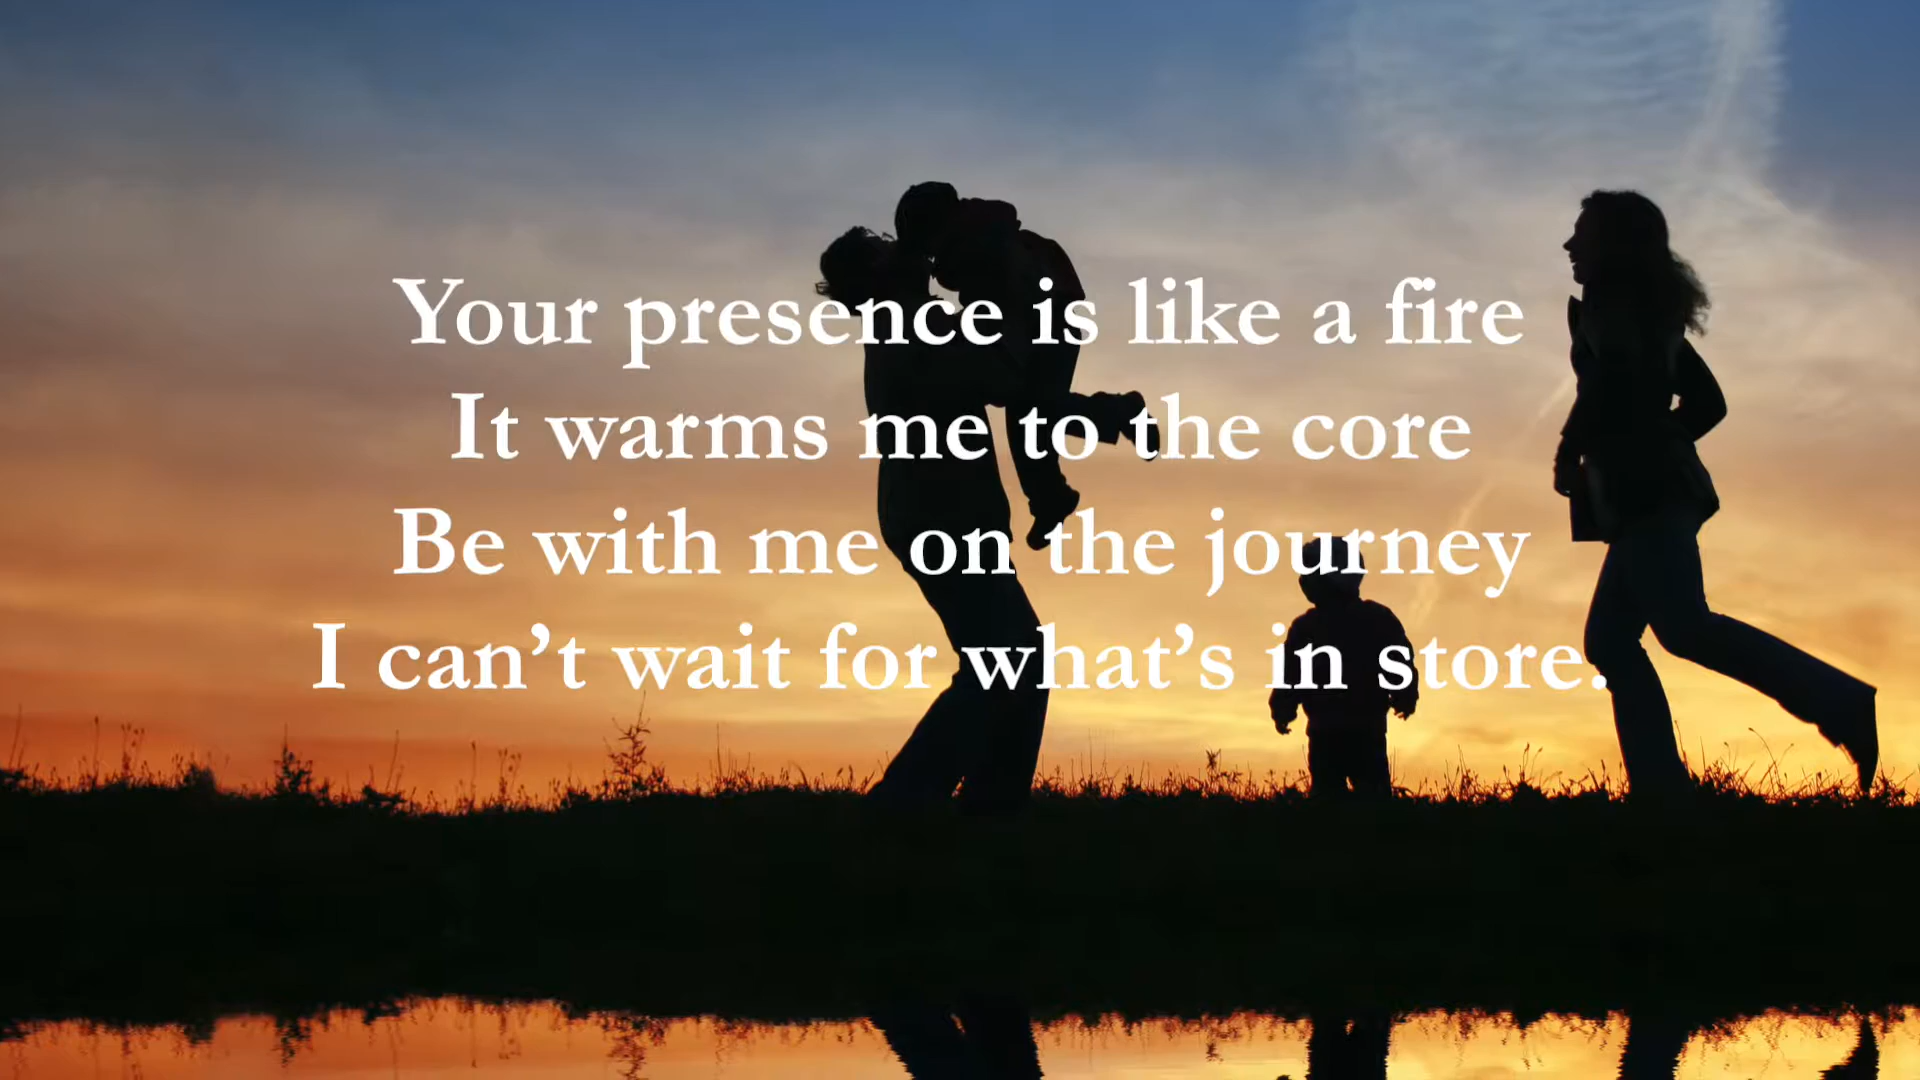 Your presence is like a fire
It warms me to the core
Be with me on the journey
I can’t wait for what’s in store.